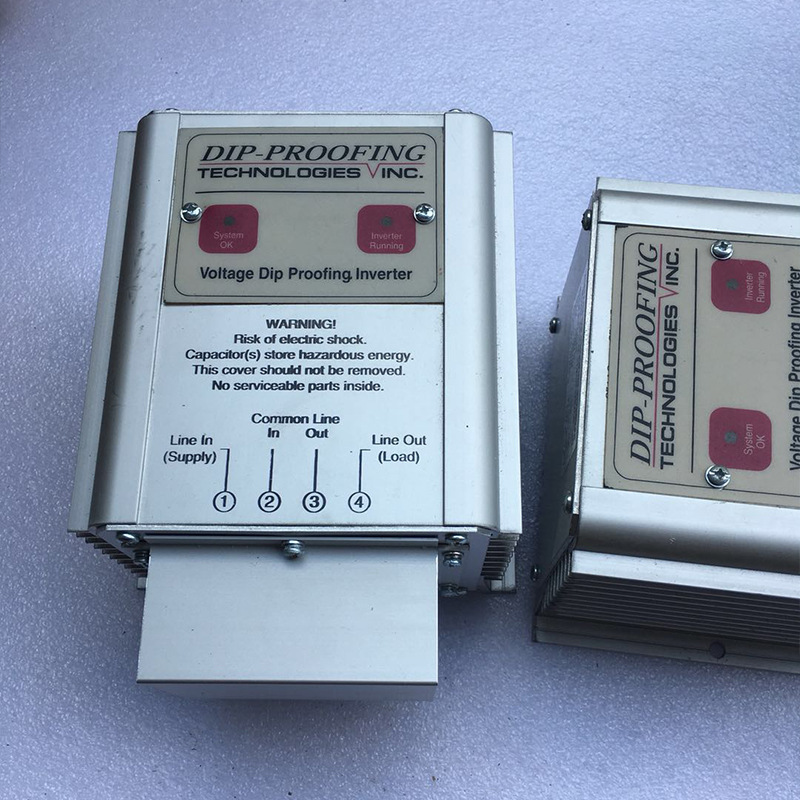 DIP-PROOFING
TECHNOLOGIES INC.
System
OK
Inverter
Running
Voltage Dip Proofing Inverter
WARNING!
Risk of electric shock.
Capacitor(s) store hazardous energy.
This cover should not be removed.
No serviceable parts inside.
Common Line
In Out
Line In
(Supply)
Line Out
(Load)
1 2 3 4
DIP-PROOFING
TECHNOLOGIES INC.
System
OK
Inverter
Running
Voltage Dip Proofing Inverter